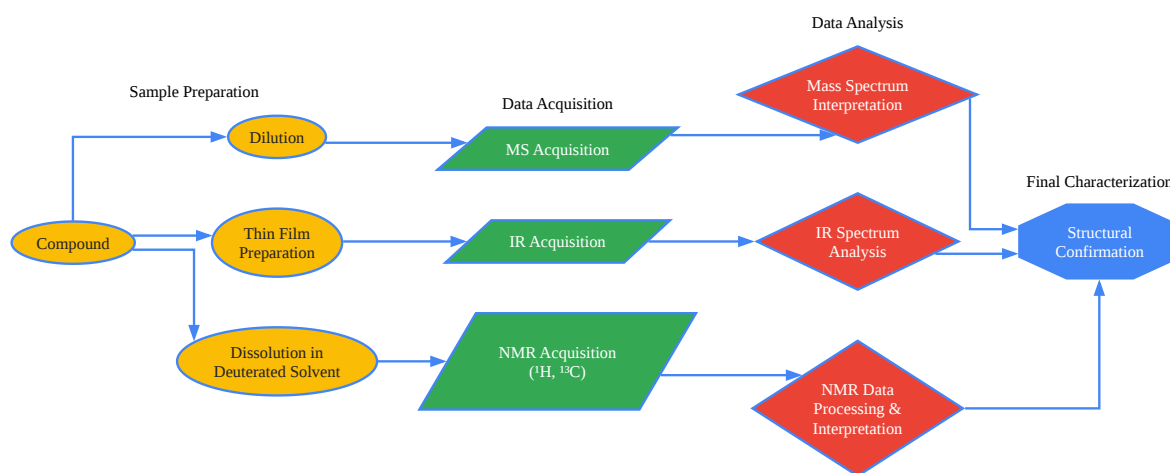 Data Analysis
Sample Preparation
Data Acquisition
Mass Spectrum
Interpretation
Dilution
MS Acquisition
Final Characterization
Compound
Thin Film
Preparation
IR Acquisition
IR Spectrum
Analysis
Structural
Confirmation
Dissolution in
Deuterated Solvent
NMR Acquisition
(¹H, ¹³C)
NMR Data
Processing &
Interpretation